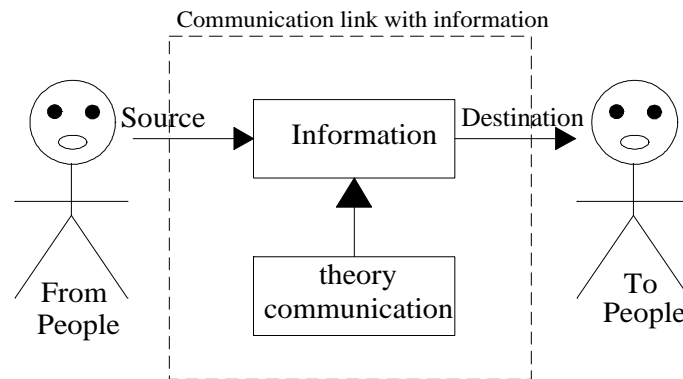 Communication link with information
Source
Information
Destination
theory
communication
From
People
To
People